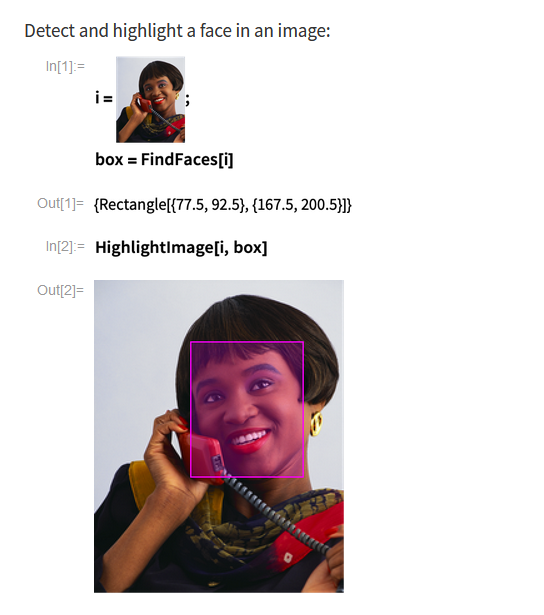 Detect and highlight a face in an image:
In[1]:=
i = ;
box = FindFaces[i]
Out[1]= {Rectangle[{77.5, 92.5}, {167.5, 200.5}]}
In[2]:= HighlightImage[i, box]
Out[2]=